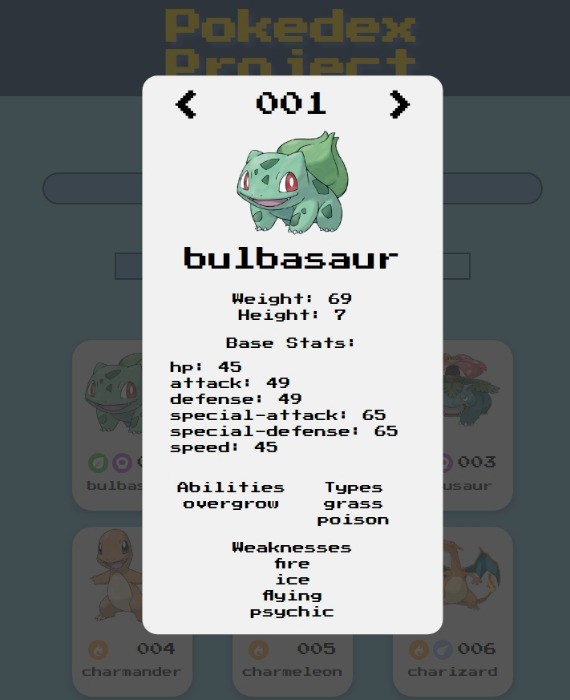 Pokedex
Project
001
bulbasaur
Weight: 69
Height: 7
Base Stats:
hp: 45
attack: 49
defense: 49
special-attack: 65
special-defense: 65
speed: 45
Abilities
overgrow
Types
grass
poison
Weaknesses
fire
ice
flying
psychic
003
bulbas
usaur
004
005
006
charmander
charmeleon
charizard